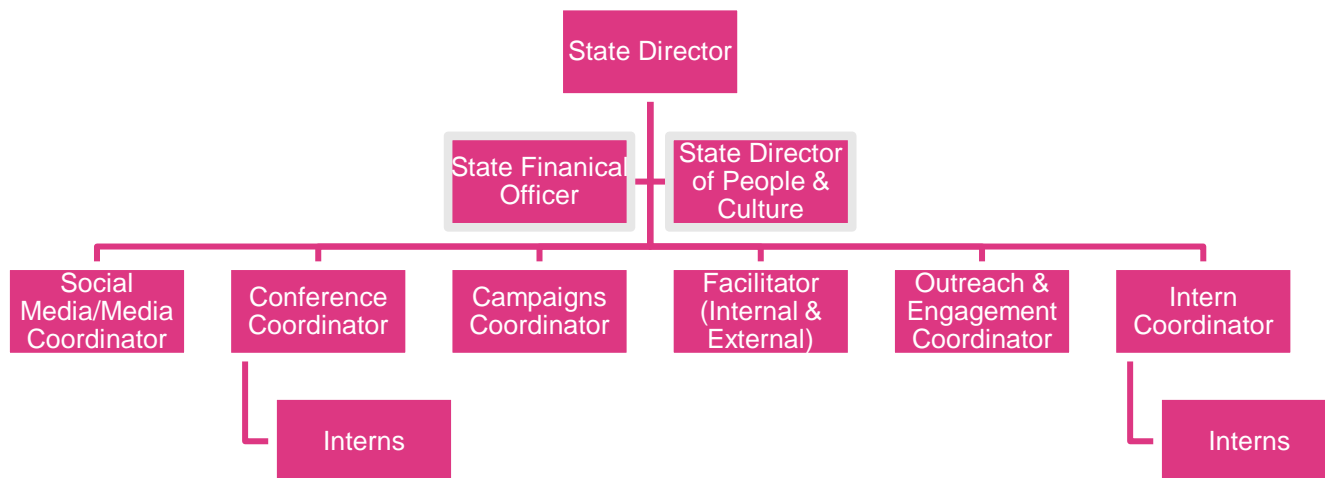 State Director
State Finanical
Officer
State Director
of People &
Culture
Social
Media/Media
Coordinator
Conference
Coordinator
Campaigns
Coordinator
Facilitator
(Internal &
External)
Outreach &
Engagement
Coordinator
Intern
Coordinator
Interns
Interns